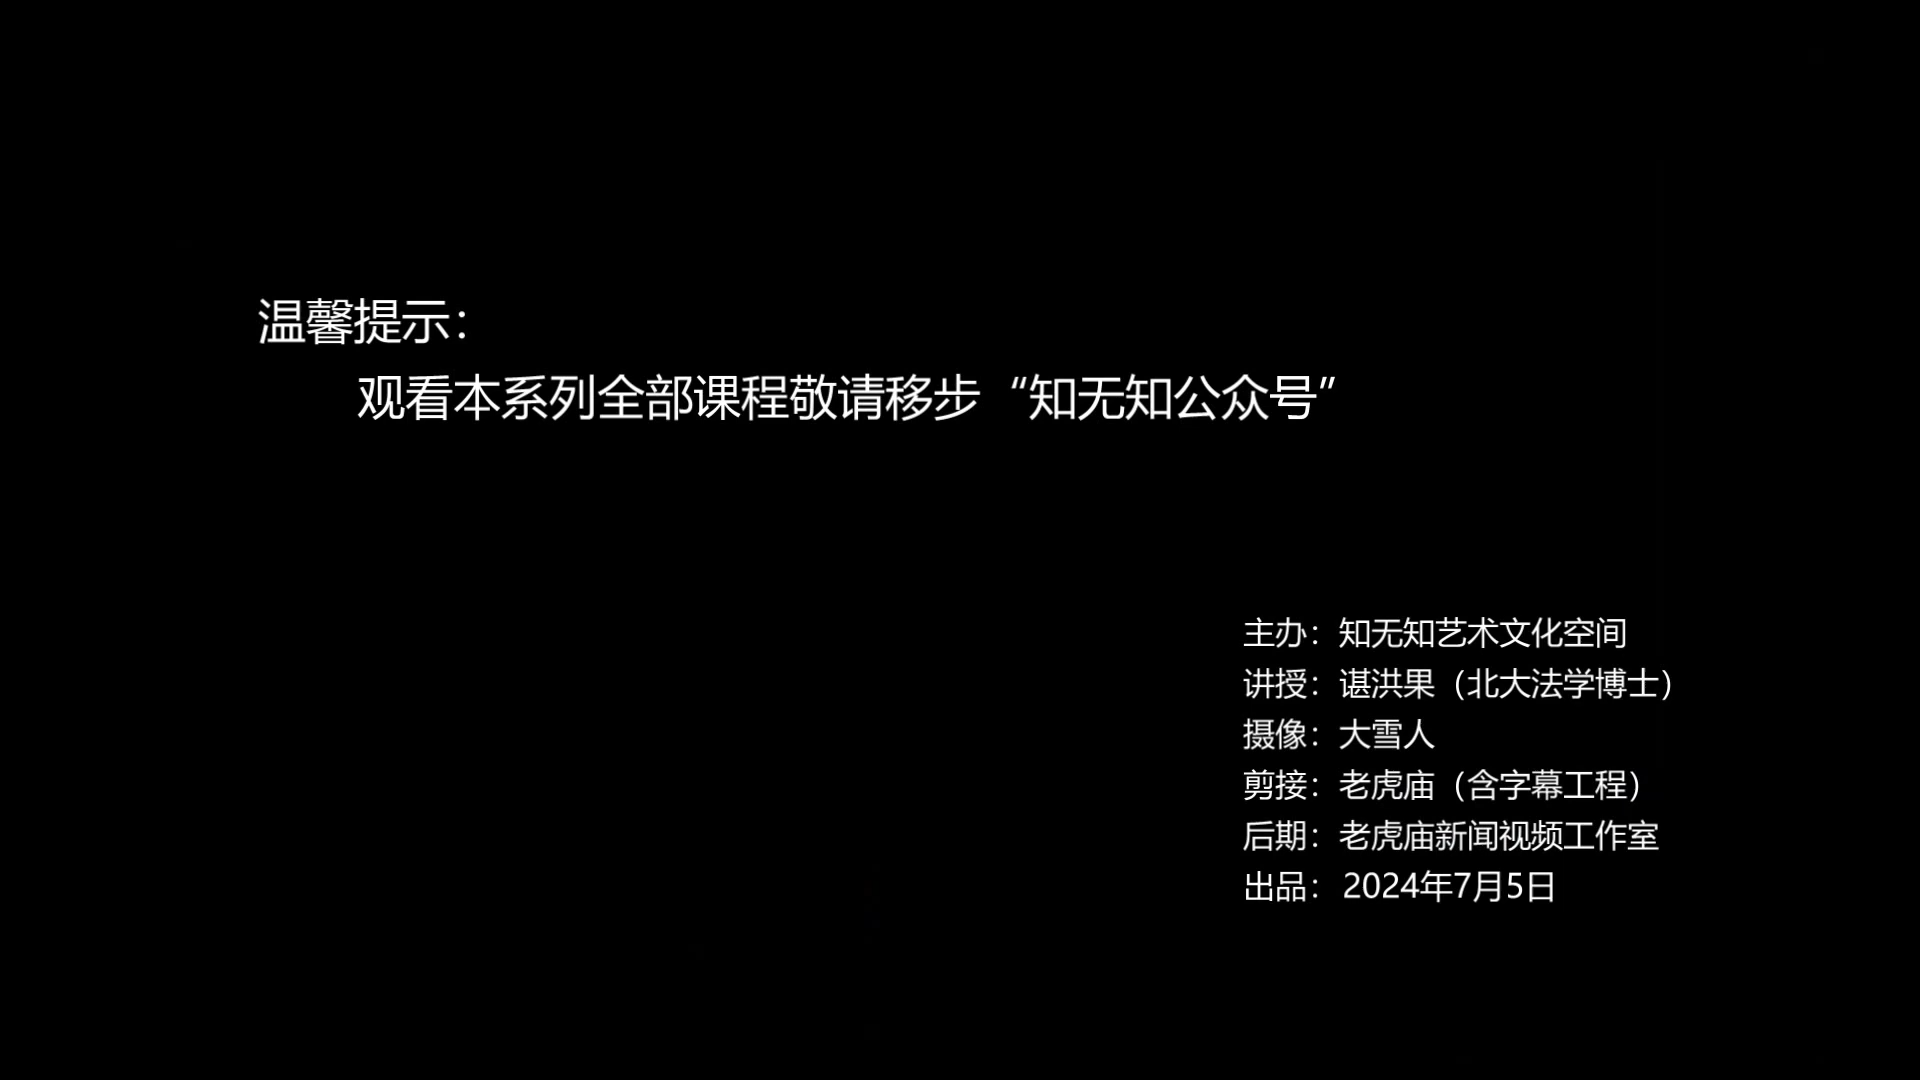 温馨提示：
观看本系列全部课程敬请移步“知无知公众号”
主办：知无知艺术文化空间
讲授：谌洪果（北大法学博士）
摄像：大雪人
剪接：老虎庙（含字幕工程）
后期：老虎庙新闻视频工作室
出品：2024年7月5日